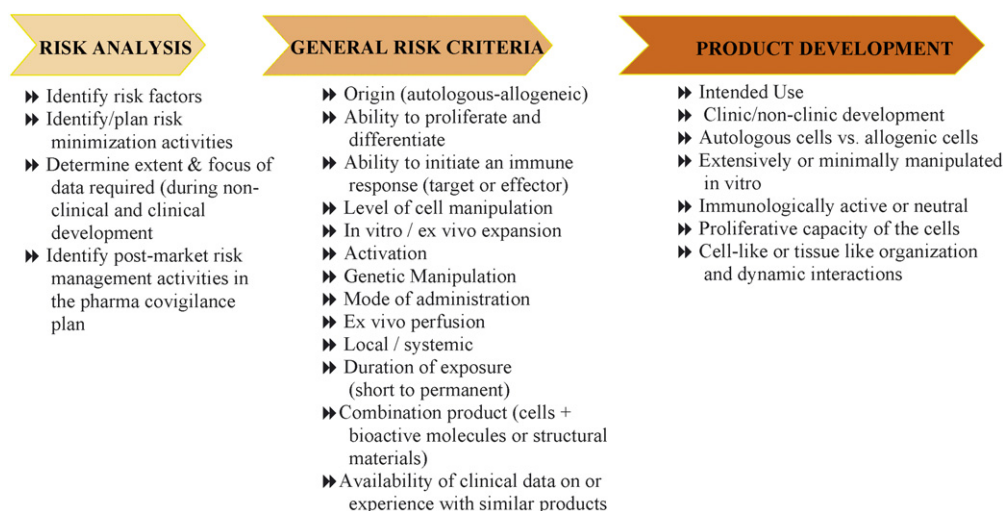 RISK ANALYSIS
Identify risk factors
Identify/plan risk
minimization activities
Determine extent & focus of
data required (during non-
clinical and clinical
development
Identify post-market risk
management activities in
the pharma covigilance
plan
GENERAL RISK CRITERIA
Origin (autologous-allogeneic)
Ability to proliferate and
differentiate
Ability to initiate an immune
response (target or effector)
Level of cell manipulation
In vitro / ex vivo expansion
Activation
Genetic Manipulation
Mode of administration
Ex vivo perfusion
Local / systemic
Duration of exposure
(short to permanent)
Combination product (cells +
bioactive molecules or structural
materials)
Availability of clinical data on or
experience with similar products
PRODUCT DEVELOPMENT
Intended Use
Clinic/non-clinic development
Autologous cells vs. allogenic cells
Extensively or minimally manipulated
in vitro
Immunologically active or neutral
Proliferative capacity of the cells
Cell-like or tissue like organization
and dynamic interactions